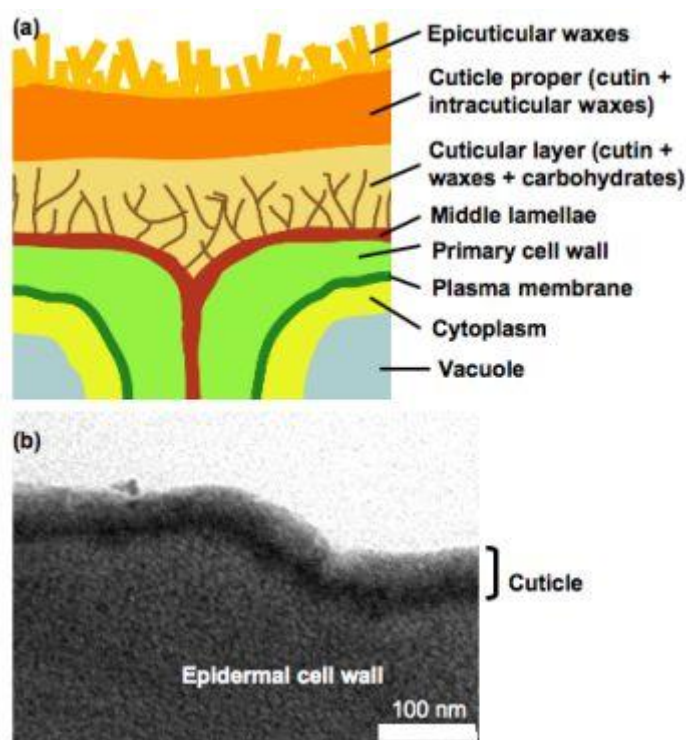 (a)
Epicuticular waxes
Cuticle proper (cutin +
intracuticular waxes)
Cuticular layer (cutin +
waxes + carbohydrates)
Middle lamellae
Primary cell wall
Plasma membrane
Cytoplasm
Vacuole
(b)
Cuticle
Epidermal cell wall
100 nm